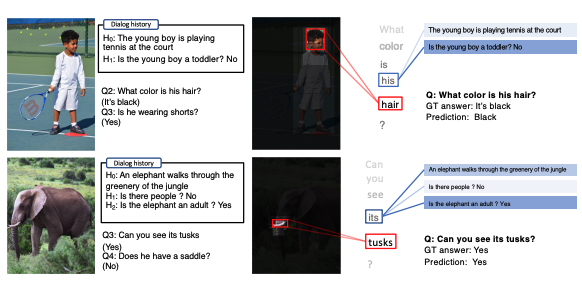 Dialog history
H0: The young boy is playing
tennis at the court
H1: Is the young boy a toddler? No
Q2: What color is his hair?
(It's black)
Q3: Is he wearing shorts?
(Yes)
What
color
is
his
hair
?
The young boy is playing tennis at the court
Is the young boy a toddler? No
Q: What color is his hair?
GT answer: It's black
Prediction: Black
Dialog history
H0: An elephant walks through the
greenery of the jungle
H1: Is there people ? No
H2: Is the elephant an adult ? Yes
Q3: Can you see its tusks
(Yes)
Q4: Does he have a saddle?
(No)
Can
you
see
its
tusks
?
An elephant walks through the greenery of the jungle
Is there people ? No
Is the elephant an adult ? Yes
Q: Can you see its tusks?
GT answer: Yes
Prediction: Yes